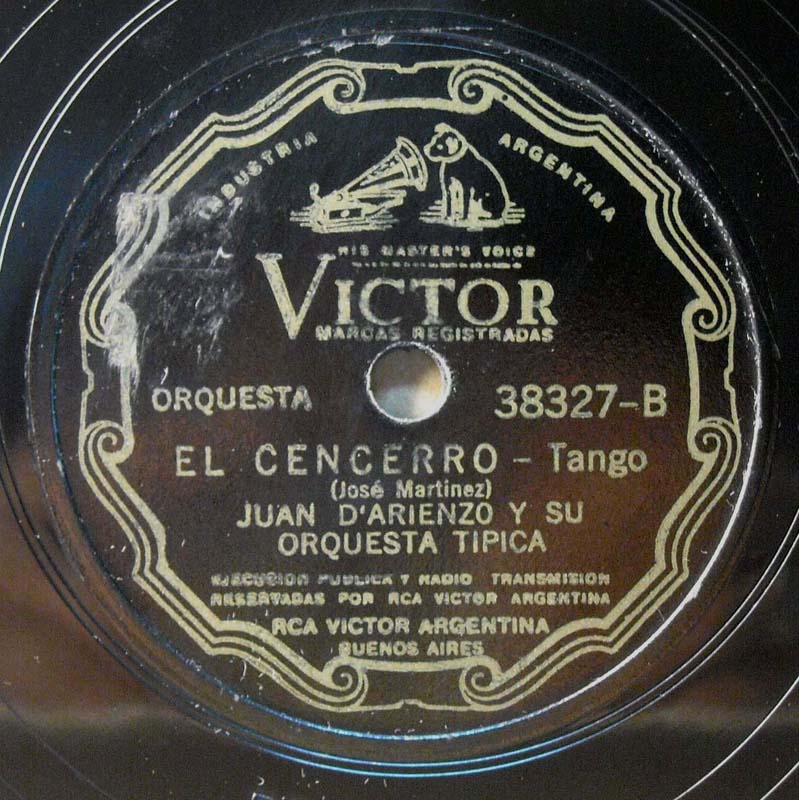 INDUSTRIA ARGENTINA
HIS MASTER'S VOICE
VICTOR
MARCAS REGISTRADAS
ORQUESTA 38327-B
EL CENCERRO - Tango
(José Martinez)
JUAN D'ARIENZO Y SU
ORQUESTA TIPICA
EJECUCION PUBLICA Y RADIO TRANSMISION
RESERVADAS POR RCA VICTOR ARGENTINA
RCA VICTOR ARGENTINA
BUENOS AIRES